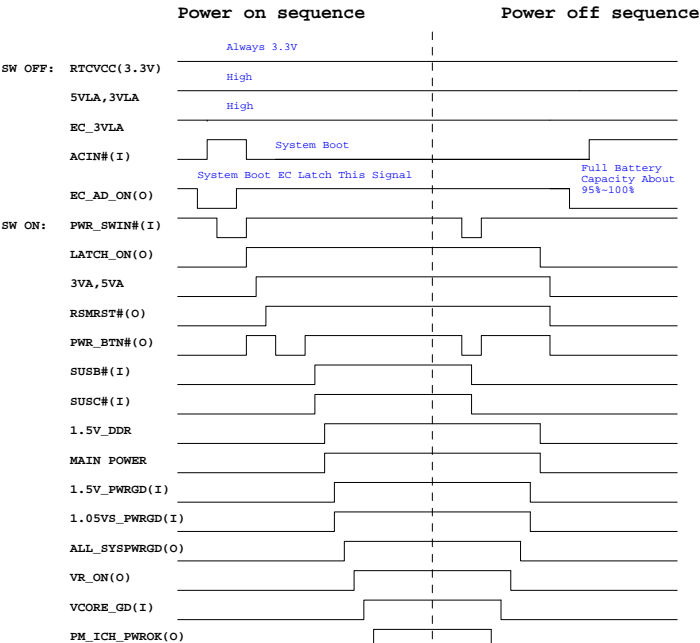 Power on sequence Power off sequence
Always 3.3V
SW OFF: RTCVCC(3.3V)
High
5VLA,3VLA
High
EC_3VLA
System Boot
ACIN#(I)
Full Battery
Capacity About
95%~100%
System Boot EC Latch This Signal
EC_AD_ON(O)
SW ON: PWR_SWIN#(I)
LATCH_ON(O)
3VA,5VA
RSMRST#(O)
PWR_BTN#(O)
SUSB#(I)
SUSC#(I)
1.5V_DDR
MAIN POWER
1.5V_PWRGD(I)
1.05VS_PWRGD(I)
ALL_SYSPWRGD(O)
VR_ON(O)
VCORE_GD(I)
PM_ICH_PWROK(O)